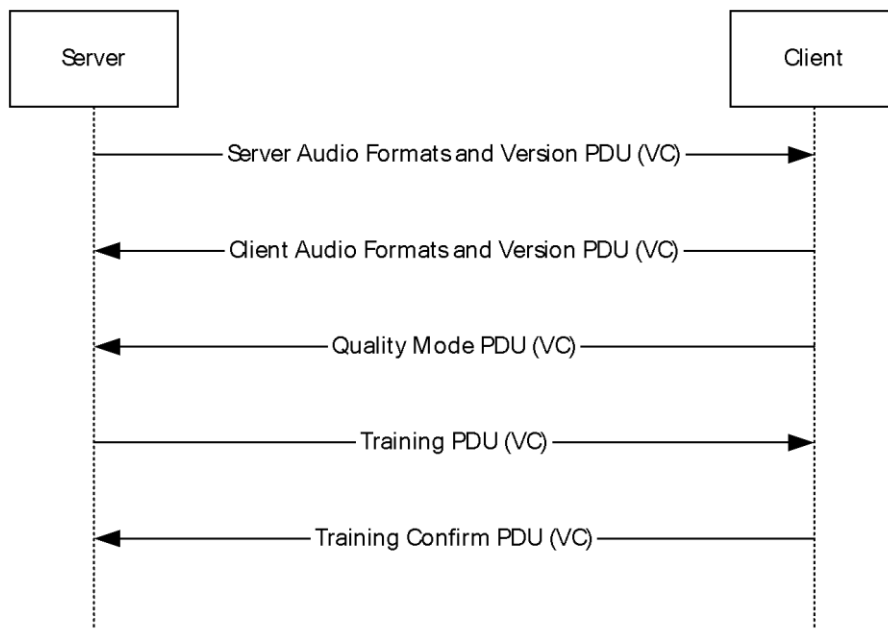 Server
Client
Server Audio Formats and Version PDU (VC)
Client Audio Formats and Version PDU (VC)
Quality Mode PDU (VC)
Training PDU (VC)
Training Confirm PDU (VC)